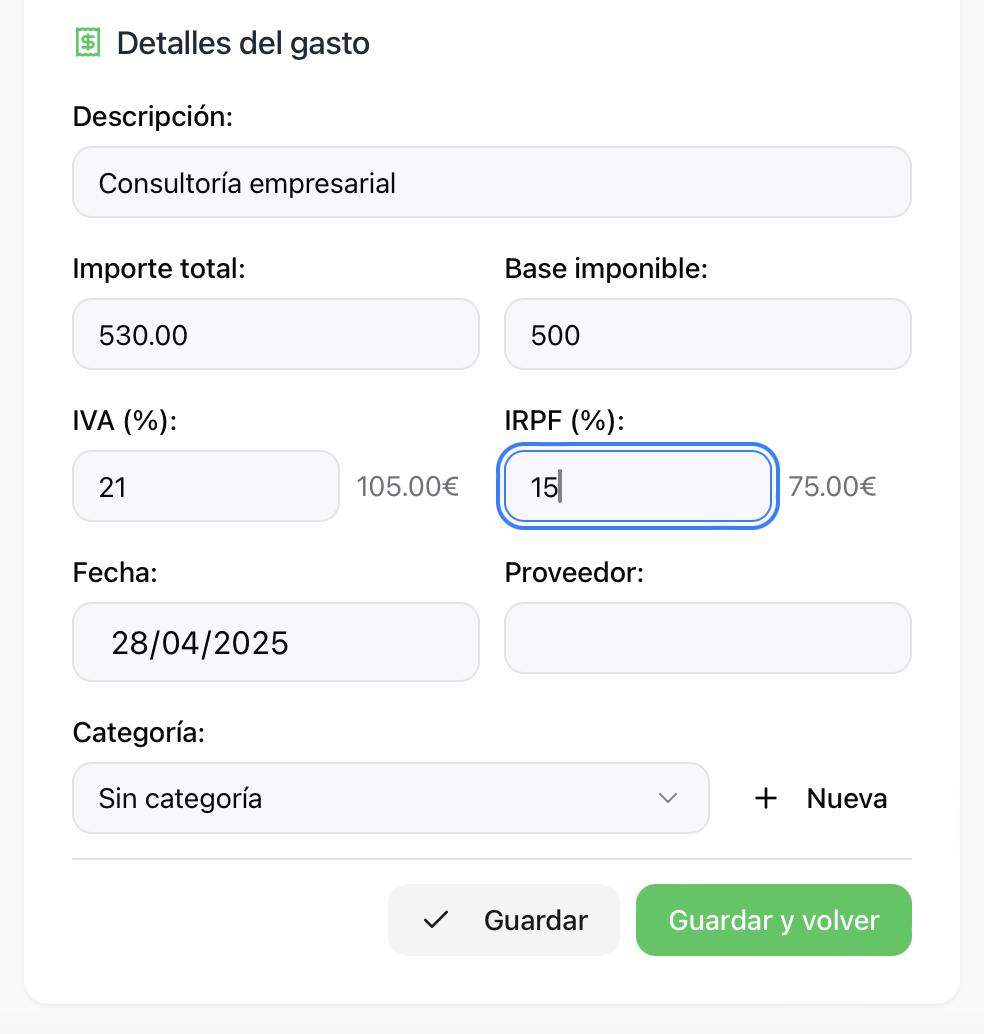 Detalles del gasto
Descripción:
Consultoría empresarial
Importe total:
530.00
Base imponible:
500
IVA (%):
21
105.00€
IRPF (%):
15
75.00€
Fecha:
28/04/2025
Proveedor:
Categoría:
Sin categoría
+ Nueva
Guardar
Guardar y volver